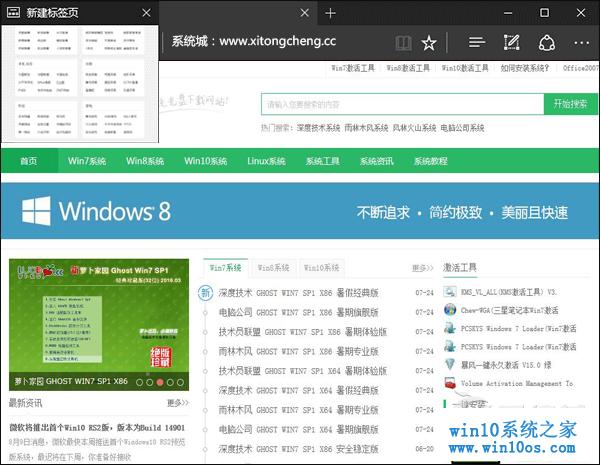 新建标签页
系统城：www.xitongcheng.cc
Win7激活工具 Win8激活工具 Win10激活工具 如何安装系统? Office2007
请输入您要搜索的内容 开始搜索
热门搜索： 深度技术系统 雨林木风系统 风林火山系统 电脑公司系统
首页 Win7系统 Win8系统 Win10系统 Linux系统 系统工具 系统资讯 系统教程
Windows 8 不断追求 · 简约极致 · 美丽且快速
Win7系统 Win8系统 Win10系统 更多>> 激活工具
新 深度技术 GHOST WIN7 SP1 X86 暑假经典版 07-24
电脑公司 GHOST WIN7 SP1 X86 暑期旗舰版 07-24
技术员联盟 GHOST WIN7 SP1 X86 暑期体验版 07-24
雨林木风 GHOST WIN7 SP1 X86 暑期专业版 07-24
技术员联盟 GHOST WIN7 SP1 X64 暑期体验版 07-24
深度技术 GHOST WIN7 SP1 X64 暑假经典版 07-24
雨林木风 GHOST WIN7 SP1 X64 暑期专业版 07-24
电脑公司 GHOST WIN7 SP1 X64 暑期旗舰版
深度技术 GHOST WIN7 SP1 X86 安全稳定版 06-20
KMS_VL_ALL(KMS激活工具) V3.
Chew-WGA(三星笔记本Win7激活
PCSKYS Windows 7 Loader(Win7激活
PCSKYS Windows 7 Loader(Win7激活
暴风一键永久激活 V15.0 绿
Volume Activation Management To
萝卜家园 Ghost Win7 SP1
经典珍藏版(32位) 2016.03
绝版珍藏
萝卜家园 GHOST WIN7 SP1 X86
最新资讯 更多>>
微软将推出首个Win10 RS2版，版本为Build 14901
8月9日消息，微软最快本周推出首个Windows10 RS2预览
版系统，最迟将在下周，你准备好接收
win10系统之家
www.win10os.com